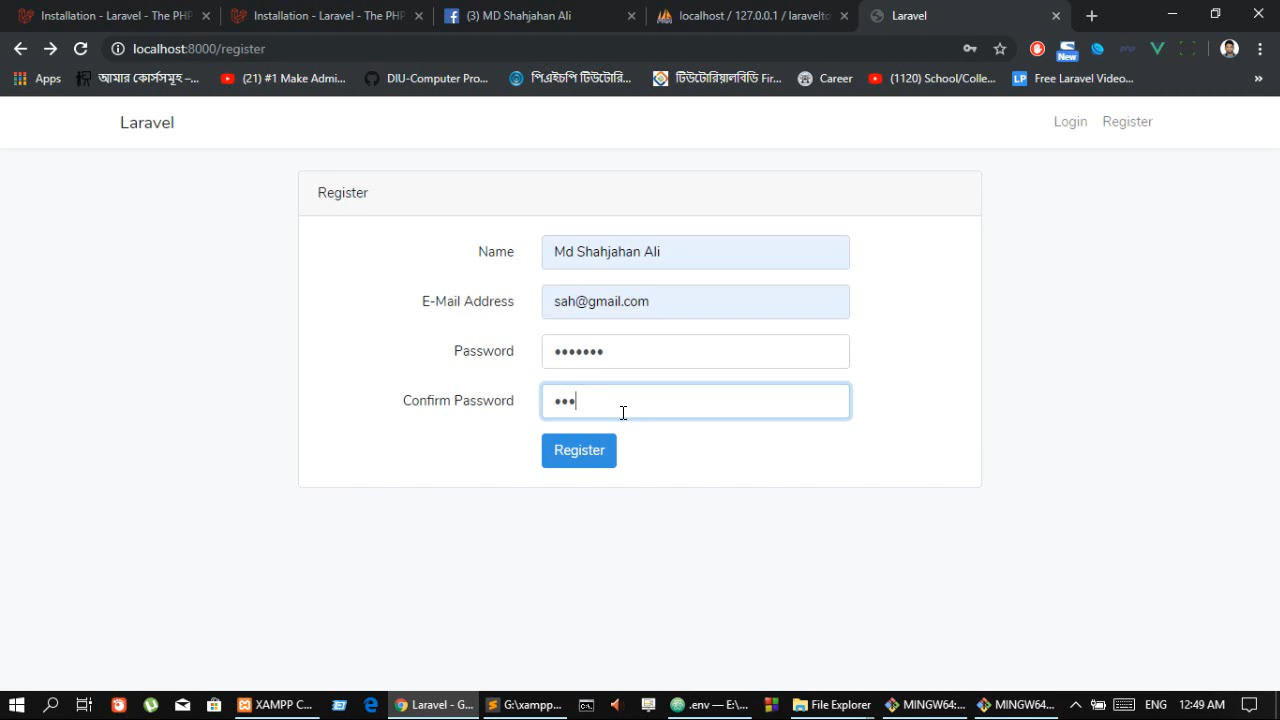 Installation - Laravel - The PHP
Installation - Laravel - The PHP
(3) MD Shahjahan Ali
localhost / 127.0.0.1 / laravelto
Laravel
localhost:8000/register
New
Apps
আমার কোর্সসমূহ –...
(21) #1 Make Admi...
DIU-Computer Pro...
পিএইচপি টিউটোরি...
টিউটোরিয়ালবিডি Fir...
Career
(1120) School/Colle...
LP Free Laravel Video...
»
Laravel
Login Register
Register
Name Md Shahjahan Ali
E-Mail Address sah@gmail.com
Password •••••••
Confirm Password •••
Register
XAMPP C...
Laravel - G...
G:\xampp...
.env — E:\...
File Explorer
MINGW64:...
MINGW64...
ENG
12:49 AM